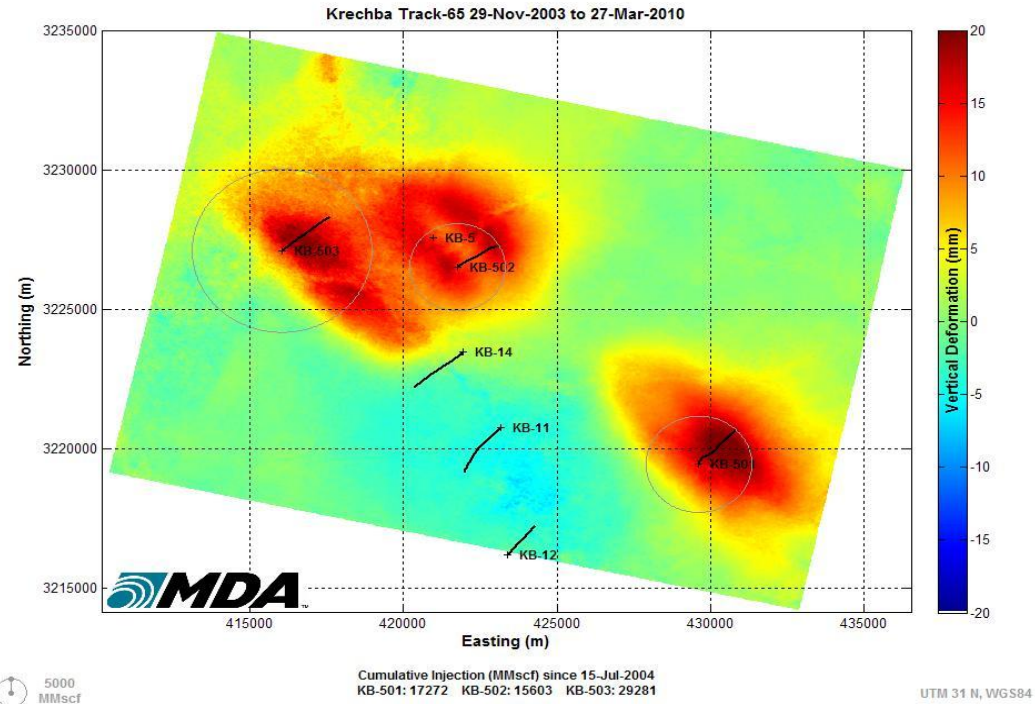 Krechba Track-65 29-Nov-2003 to 27-Mar-2010
3235000
3230000
3225000
3220000
3215000
Northing (m)
KB-503
KB-5
KB-502
KB-14
KB-11
KB-501
KB-12
MDA
415000 420000 425000 430000 435000
Easting (m)
20
15
10
5
0
-5
-10
-15
-20
Vertical Deformation (mm)
5000
MMscf
Cumulative Injection (MMscf) since 15-Jul-2004
KB-501: 17272 KB-502: 15603 KB-503: 29281
UTM 31 N, WGS84